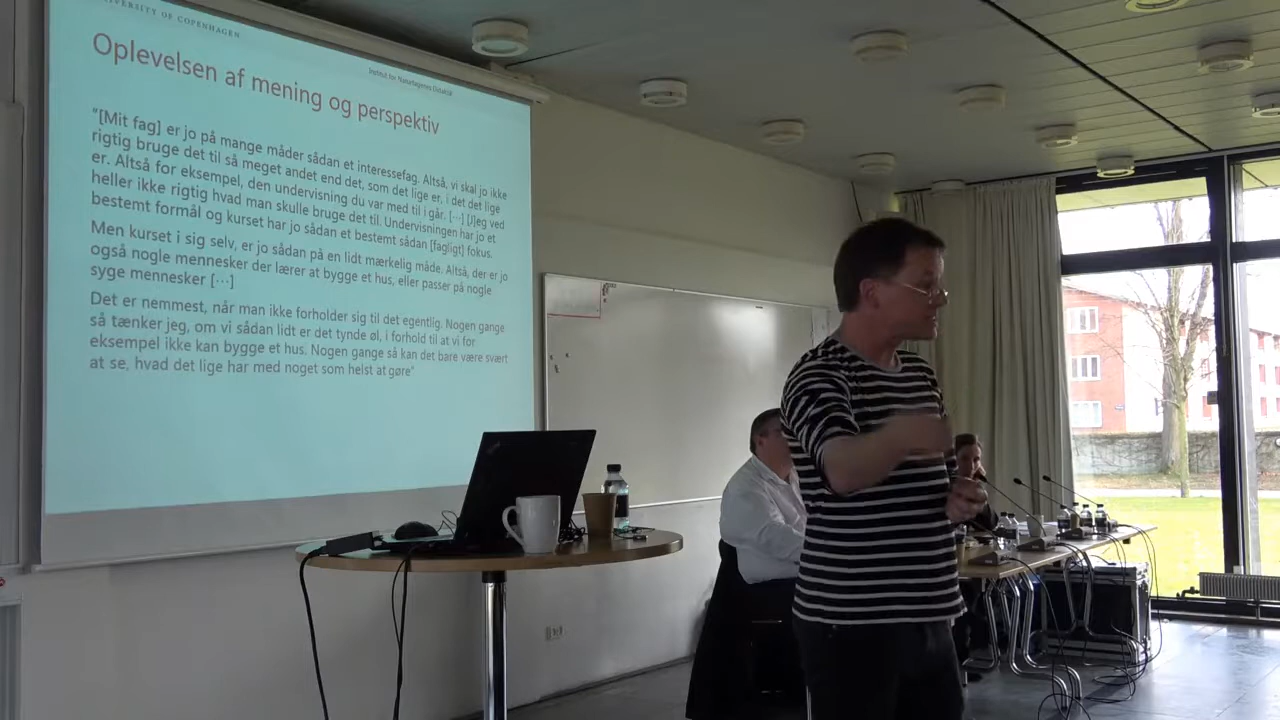 UNIVERSITY OF COPENHAGEN
Institut for Naturfagenes Didaktik
Oplevelsen af mening og perspektiv
"[Mit fag] er jo på mange måder sådan et interessefag. Altså, vi skal jo ikke
rigtig bruge det til så meget andet end det, som det lige er, i det det lige
er. Altså for eksempel, den undervisning du var med til i går. [⋯] [J]eg ved
heller ikke rigtig hvad man skulle bruge det til. Undervisningen har jo et
bestemt formål og kurset har jo sådan et bestemt sådan [fagligt] fokus.
Men kurset i sig selv, er jo sådan på en lidt mærkelig måde. Altså, der er jo
også nogle mennesker der lærer at bygge et hus, eller passer på nogle
syge mennesker [⋯]
Det er nemmest, når man ikke forholder sig til det egentlig. Nogen gange
så tænker jeg, om vi sådan lidt er det tynde øl, i forhold til at vi for
eksempel ikke kan bygge et hus. Nogen gange så kan det bare være svært
at se, hvad det lige har med noget som helst at gøre"